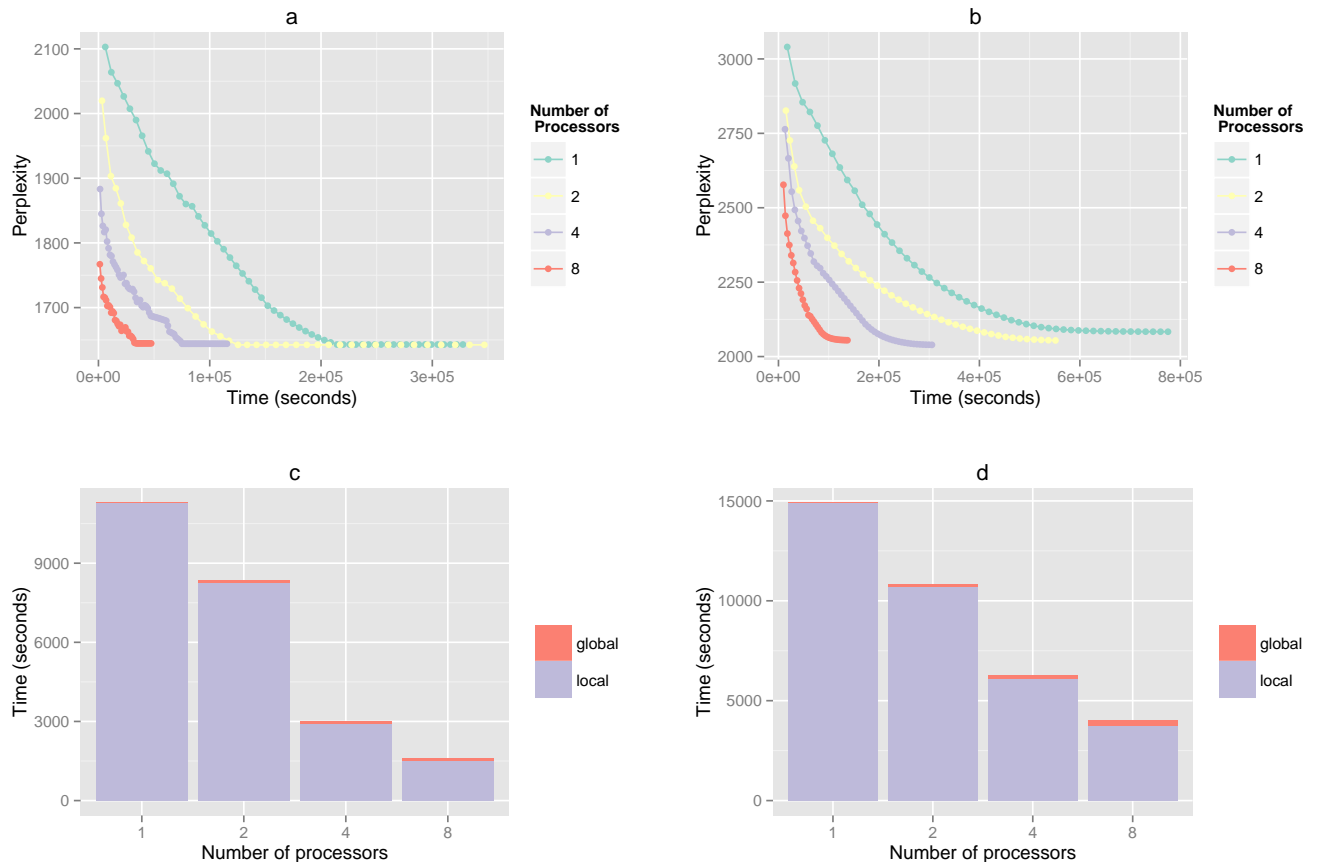 a
2100
2000
1900
1800
1700
Perplexity
0e+00
1e+05
2e+05
3e+05
Time (seconds)
Number of
Processors
1
2
4
8
b
3000
2750
2500
2250
2000
Perplexity
0e+00
2e+05
4e+05
6e+05
8e+05
Time (seconds)
Number of
Processors
1
2
4
8
c
9000
6000
3000
0
Time (seconds)
1
2
4
8
Number of processors
global
local
d
15000
10000
5000
0
Time (seconds)
1
2
4
8
Number of processors
global
local